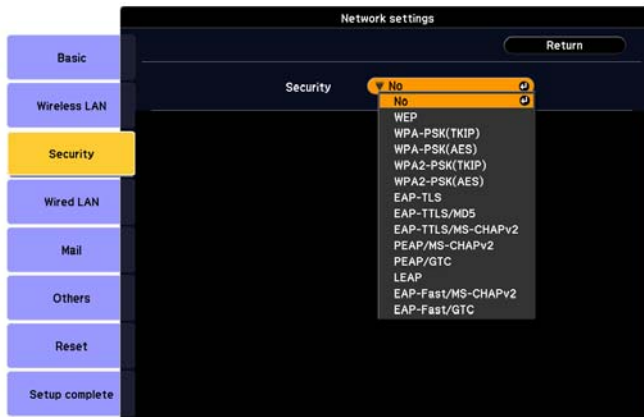 Network settings
Return
Basic
Wireless LAN
Security
Wired LAN
Mail
Others
Reset
Setup complete
Security
No
No
WEP
WPA-PSK(TKIP)
WPA-PSK(AES)
WPA2-PSK(TKIP)
WPA2-PSK(AES)
EAP-TLS
EAP-TTLS/MD5
EAP-TTLS/MS-CHAPv2
PEAP/MS-CHAPv2
PEAP/GTC
LEAP
EAP-Fast/MS-CHAPv2
EAP-Fast/GTC